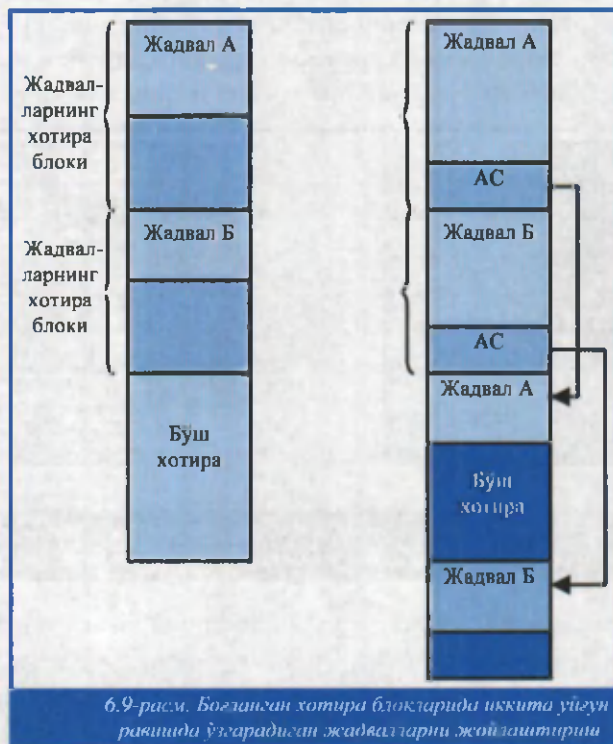 Жадвал-
ларнинг
хотира
блоки
Жадвал-
ларнинг
хотира
блоки
Жадвал А
Жадвал Б
Бўш
хотира
Жадвал А
АС
Жадвал Б
АС
Жадвал А
Бўш
хотира
Жадвал Б
6.9-расм. Боғланган хотира блокларида иккита уйғун
равишда ўзгарадиган жадвалларни жойлаштириш